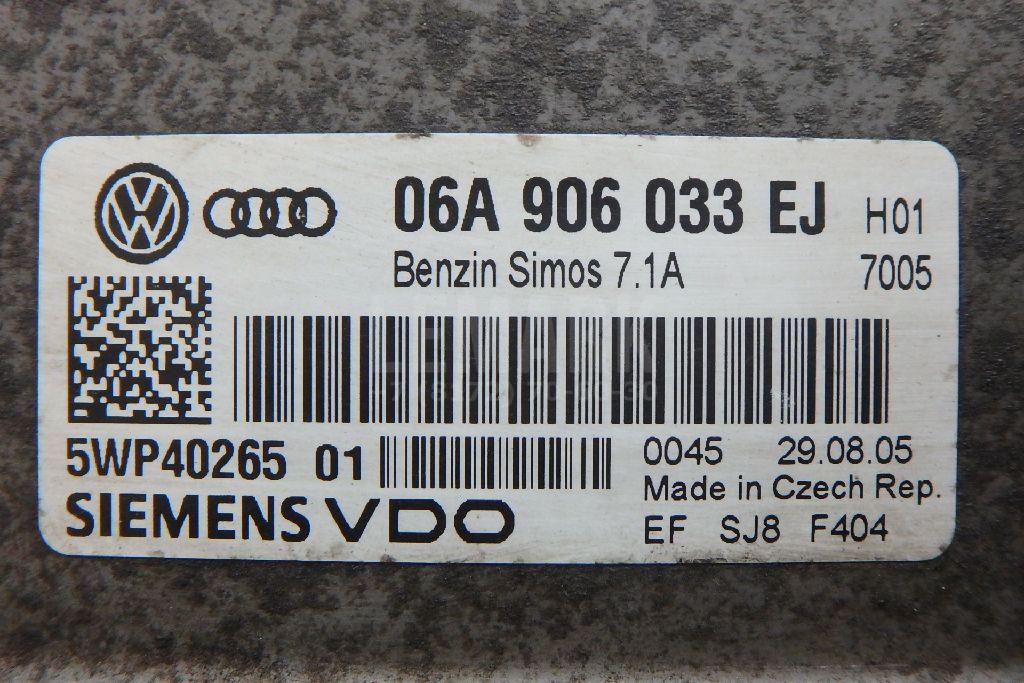 06A 906 033 EJ H01
Benzin Simos 7.1A 7005
5WP40265 01 0045 29.08.05
Made in Czech Rep.
SIEMENS VDO EF SJ8 F404